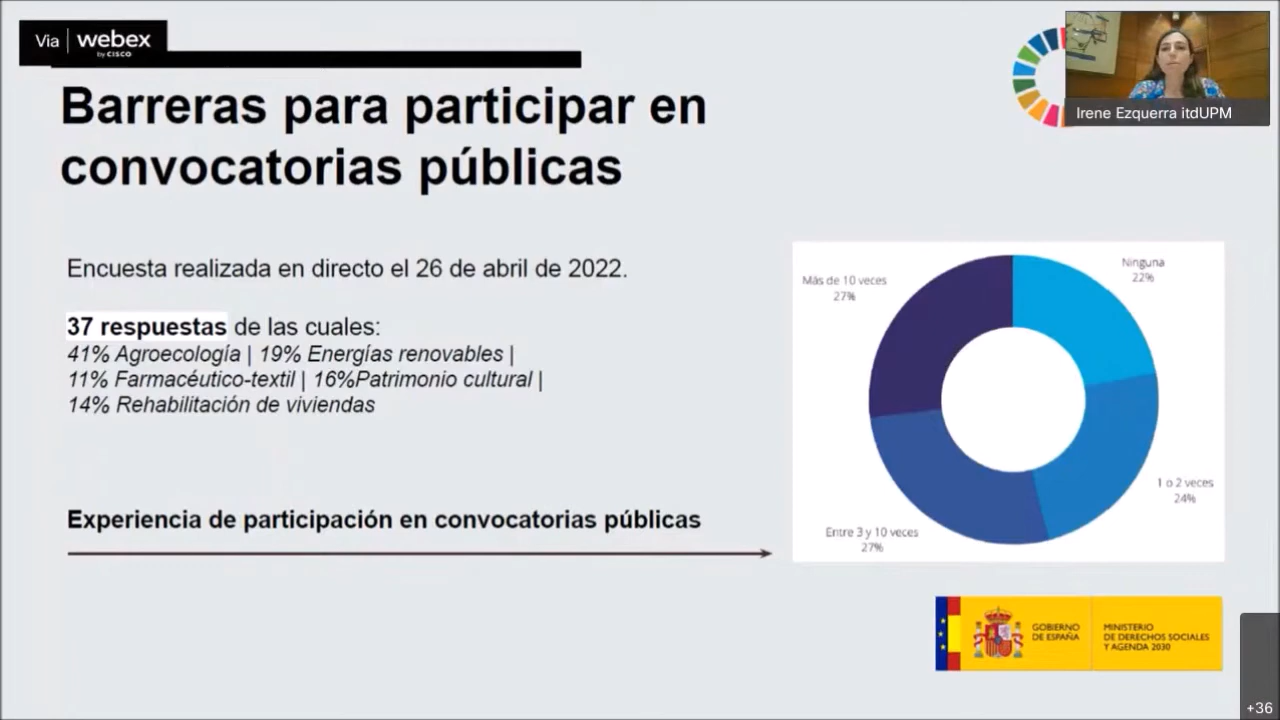 Via webex
by CISCO
Irene Ezquerra itdUPM
Barreras para participar en
convocatorias públicas
Encuesta realizada en directo el 26 de abril de 2022.
37 respuestas de las cuales:
41% Agroecología | 19% Energías renovables |
11% Farmacéutico-textil | 16%Patrimonio cultural |
14% Rehabilitación de viviendas
Experiencia de participación en convocatorias públicas
Ninguna
22%
Más de 10 veces
27%
1 o 2 veces
24%
Entre 3 y 10 veces
27%
GOBIERNO
DE ESPAÑA
MINISTERIO
DE DERECHOS SOCIALES
Y AGENDA 2030
+36